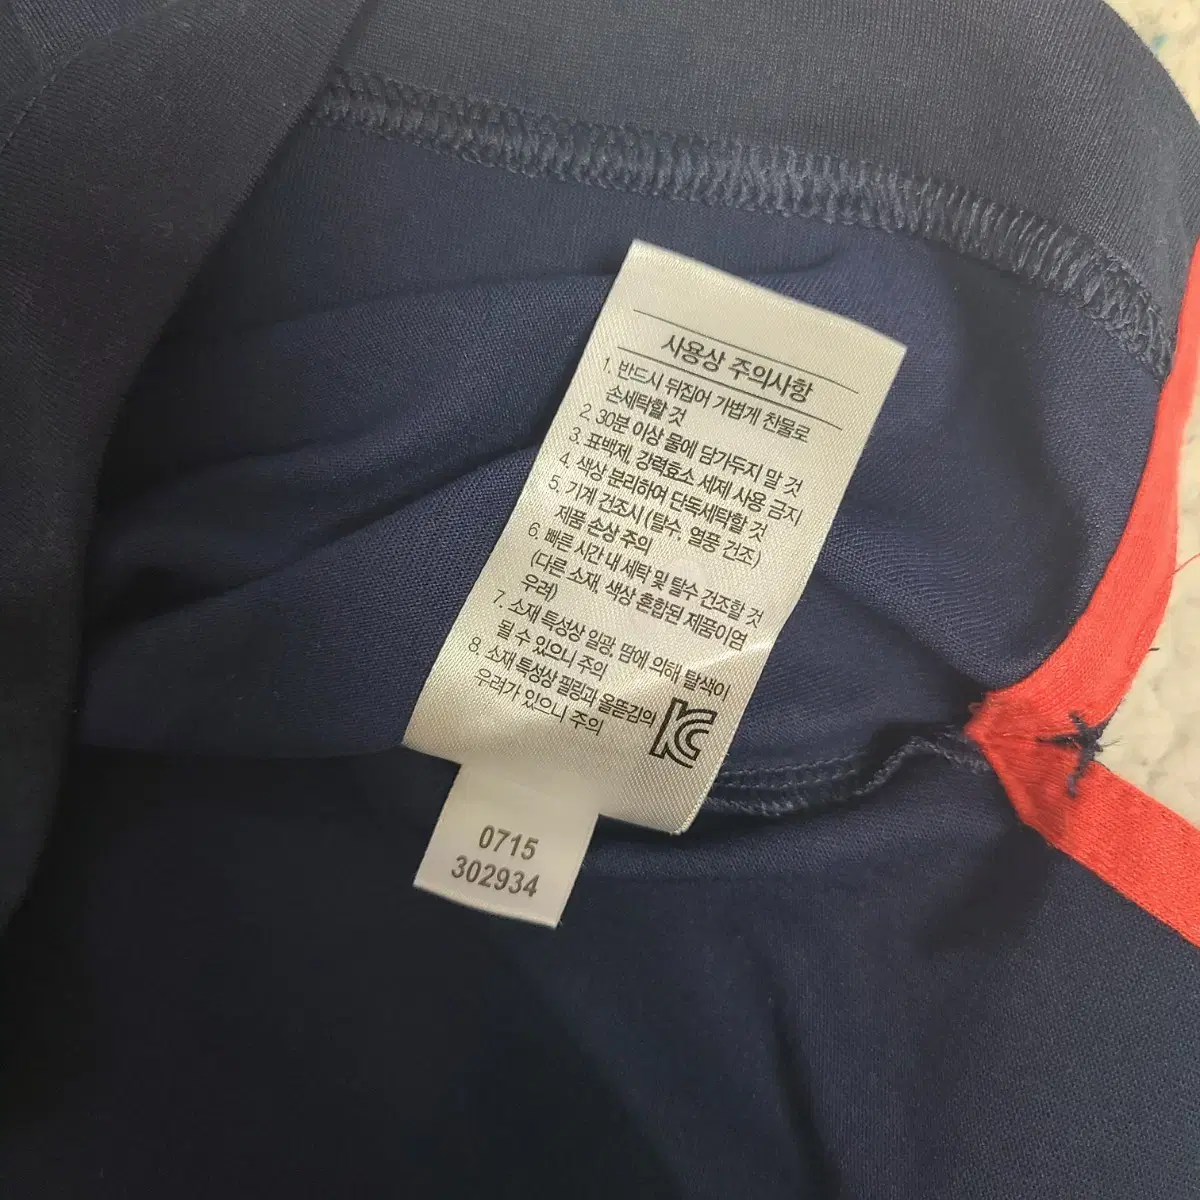 사용상 주의사항
1. 반드시 뒤집어 가볍게 찬물로
손세탁할 것
2. 30분 이상 물에 담가두지 말 것
3. 표백제, 강력효소 세제 사용 금지
4. 색상 분리하여 단독세탁할 것
5. 기계 건조시(탈수, 열풍 건조)
제품 손상 주의
6. 빠른 시간 내 세탁 및 탈수 건조할 것
(다른 소재, 색상 혼합된 제품이염
우려)
7. 소재 특성상 일광, 땀에 의해 탈색이
될 수 있으니 주의
8. 소재 특성상 필링과 올뜯김의
우려가 있으니 주의
KC
0715
302934